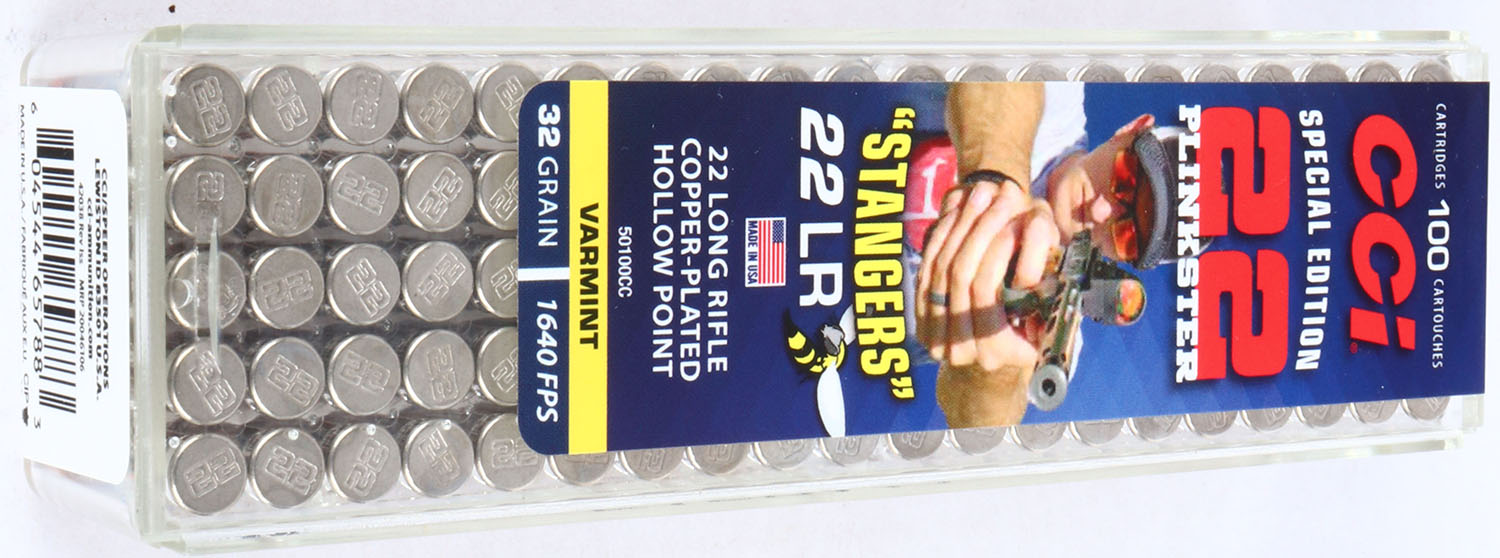 CARTRIDGES 100 CARTOUCHES
CCi®
SPECIAL EDITION
22
PLINKSTER
1
"STANGERS"
22 LR
MADE IN USA
22 LONG RIFLE
COPPER-PLATED
HOLLOW POINT
50100CC
VARMINT
32 GRAIN 1640 FPS
CCI/SPEER OPERATIONS
LEWISTON, ID 83501 U.S.A.
cci-ammunition.com
6 04544 65788 3
MADE IN U.S.A./FABRIQUÉ AUX É.U. CIP